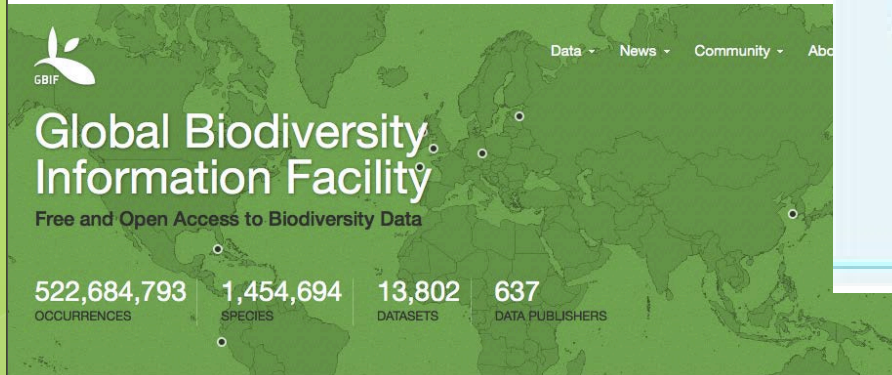 GBIF
Data News Community
Global Biodiversity
Information Facility
Free and Open Access to Biodiversity Data
522,684,793 1,454,694 13,802 637
OCCURRENCES SPECIES DATASETS DATA PUBLISHERS